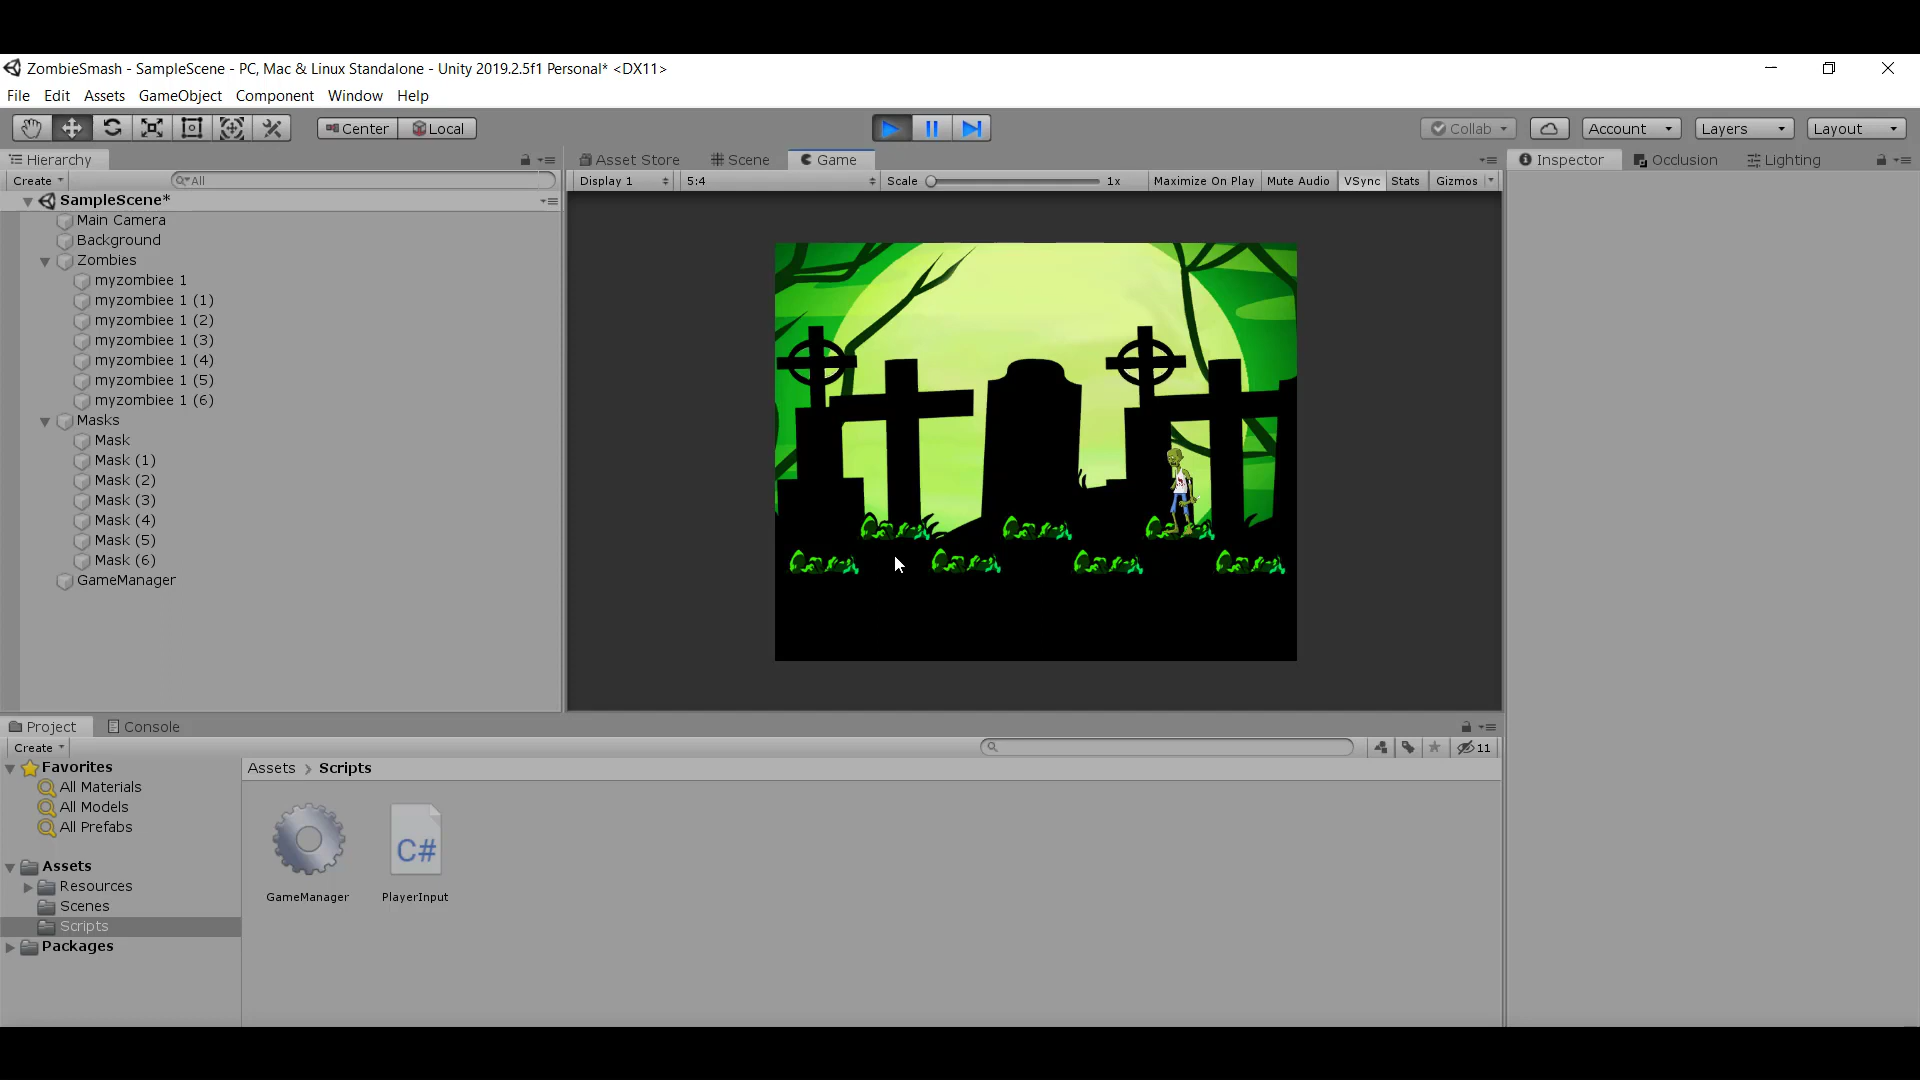 ZombieSmash - SampleScene - PC, Mac & Linux Standalone - Unity 2019.2.5f1 Personal* <DX11>
File Edit Assets GameObject Component Window Help
Center Local Collab Account Layers Layout
Hierarchy Asset Store Scene Game Inspector Occlusion Lighting
Create All Display 1 5:4 Scale 1x Maximize On Play Mute Audio VSync Stats Gizmos
SampleScene*
Main Camera
Background
Zombies
myzombiee 1
myzombiee 1 (1)
myzombiee 1 (2)
myzombiee 1 (3)
myzombiee 1 (4)
myzombiee 1 (5)
myzombiee 1 (6)
Masks
Mask
Mask (1)
Mask (2)
Mask (3)
Mask (4)
Mask (5)
Mask (6)
GameManager
Project Console
Create 11
Favorites
All Materials
All Models
All Prefabs
Assets
Resources
Scenes
Scripts
Packages
Assets > Scripts
C#
GameManager PlayerInput